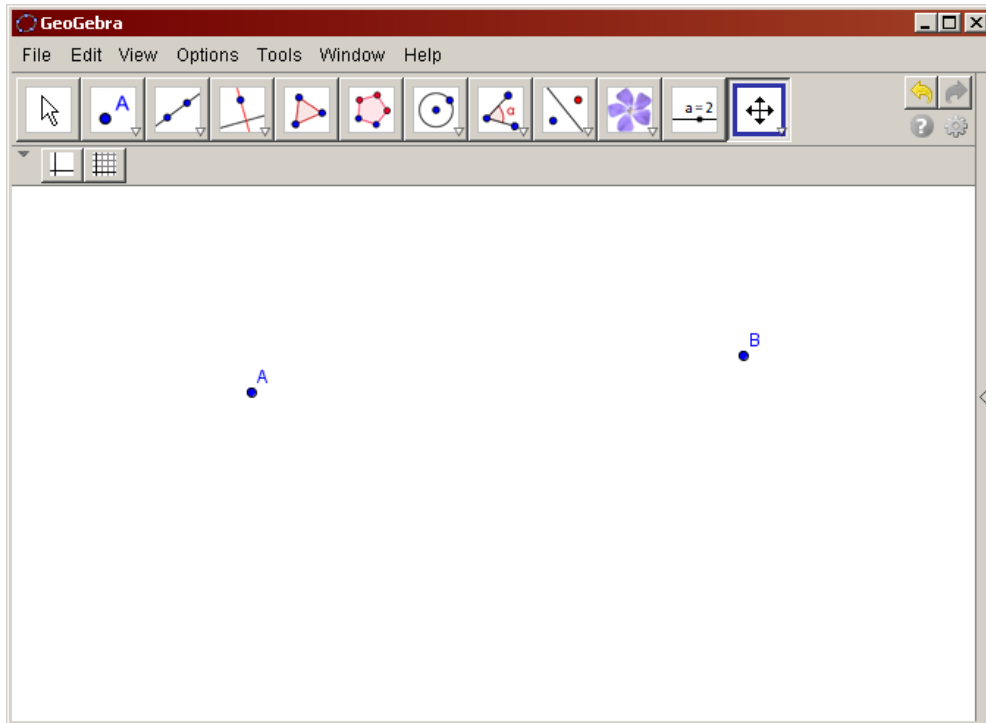 GeoGebra
File Edit View Options Tools Window Help
A α a = 2
?
B
A